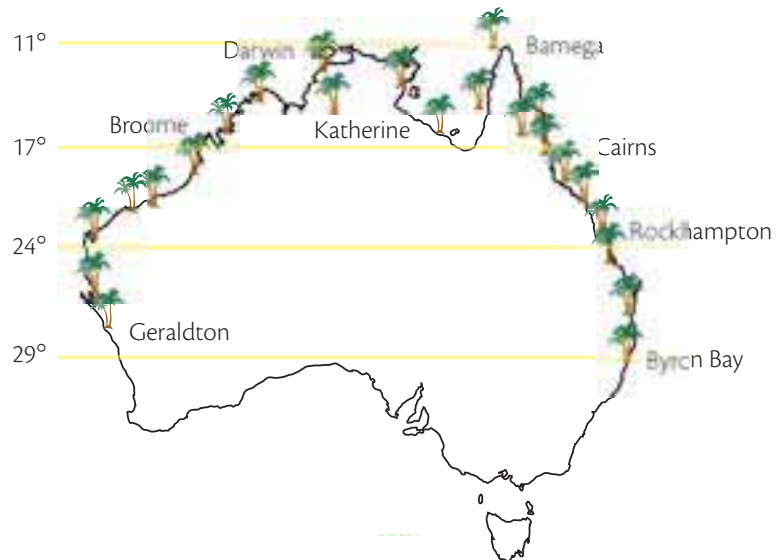 11°
Darwin
Bamega
Broome
Katherine
17°
Cairns
24°
Rockhampton
Geraldton
29°
Byron Bay